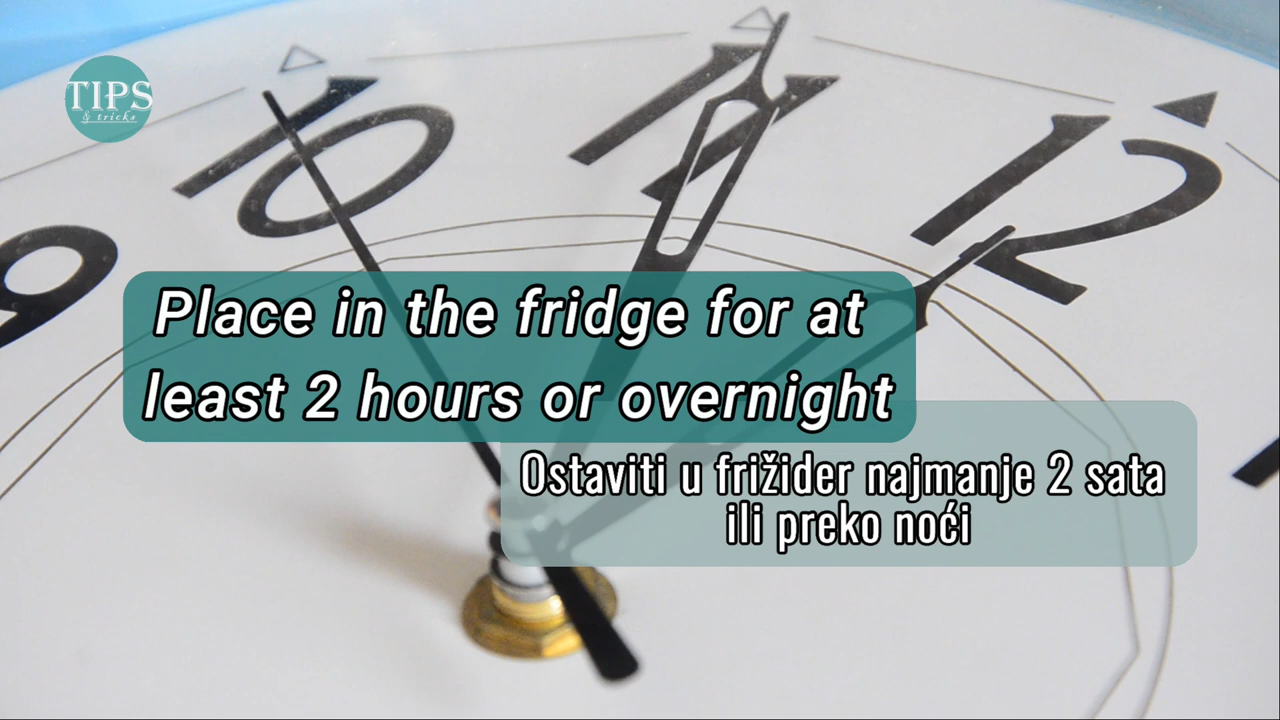 TIPS
& tricks
9
10
11
12
Place in the fridge for at
least 2 hours or overnight
Ostaviti u frižider najmanje 2 sata
ili preko noći